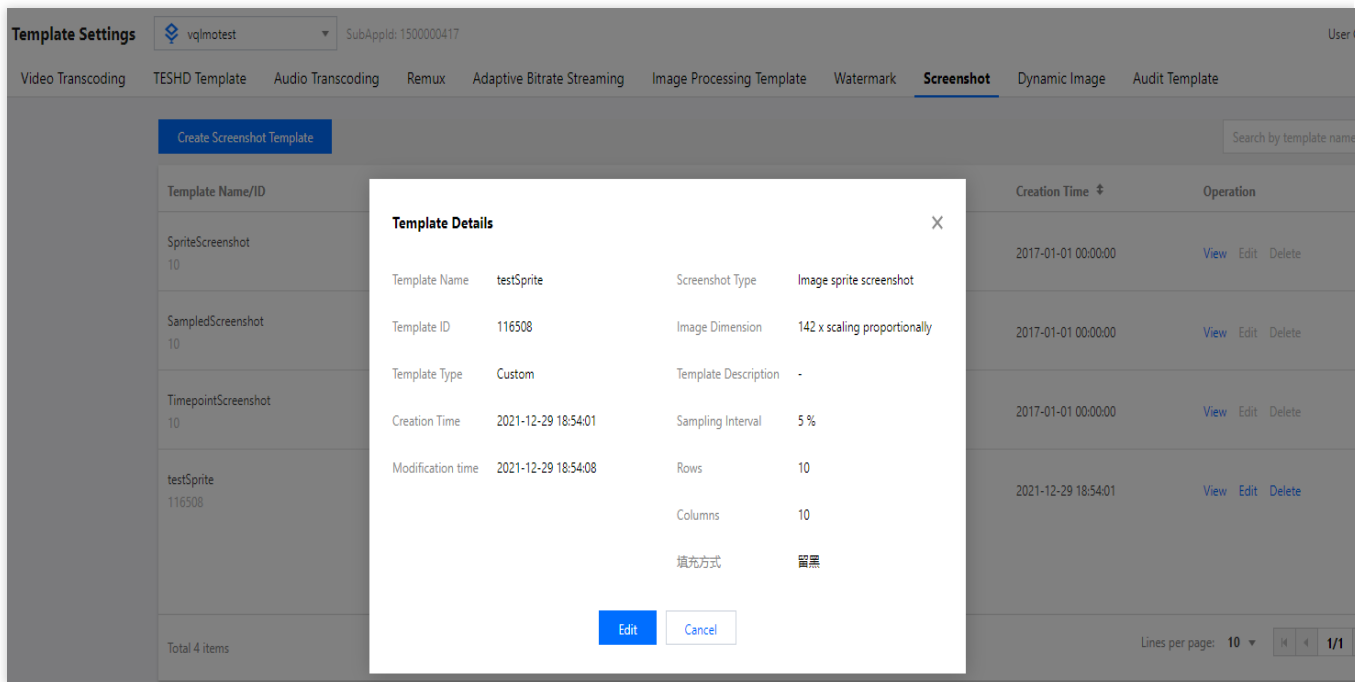 Template Settings vqlmotest SubAppId: 1500000417 User
Video Transcoding TESHD Template Audio Transcoding Remux Adaptive Bitrate Streaming Image Processing Template Watermark Screenshot Dynamic Image Audit Template
Create Screenshot Template Search by template name
Template Name/ID Creation Time Operation
SpriteScreenshot
10
2017-01-01 00:00:00 View Edit Delete
SampledScreenshot
10
2017-01-01 00:00:00 View Edit Delete
TimepointScreenshot
10
2017-01-01 00:00:00 View Edit Delete
testSprite
116508
2021-12-29 18:54:01 View Edit Delete
Total 4 items Lines per page: 10 1/1
Template Details
Template Name testSprite Screenshot Type Image sprite screenshot
Template ID 116508 Image Dimension 142 x scaling proportionally
Template Type Custom Template Description -
Creation Time 2021-12-29 18:54:01 Sampling Interval 5 %
Modification time 2021-12-29 18:54:08 Rows 10
Columns 10
填充方式 留黑
Edit Cancel